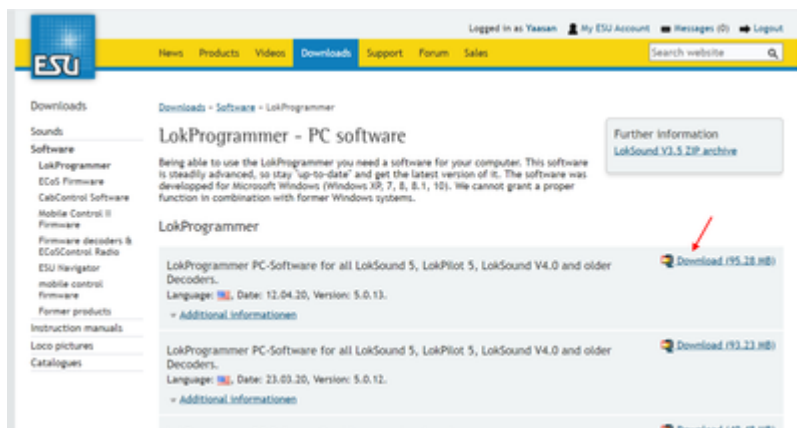 Logged in as Yaasan My ESU Account Messages (0) Logout
ESU
News Products Videos Downloads Support Forum Sales
Search website
Downloads
Sounds
Software
LokProgrammer
ECoS Firmware
CabControl Software
Mobile Control II
Firmware
Firmware decoders &
ECoSControl Radio
ESU Navigator
mobile control
firmware
Former products
Instruction manuals
Loco pictures
Catalogues
Downloads - Software - LokProgrammer
LokProgrammer - PC software
Being able to use the LokProgrammer you need a software for your computer. This software
is steadily advanced, so stay "up-to-date" and get the latest version of it. The software was
developped for Microsoft Windows (Windows XP, 7, 8, 8.1, 10). We cannot grant a proper
function in combination with former Windows systems.
Further information
LokSound V3.5 ZIP archive
LokProgrammer
LokProgrammer PC-Software for all LokSound 5, LokPilot 5, LokSound V4.0 and older
Decoders.
Language: , Date: 12.04.20, Version: 5.0.13.
Additional informationen
Download (95.28 MB)
LokProgrammer PC-Software for all LokSound 5, LokPilot 5, LokSound V4.0 and older
Decoders.
Language: , Date: 23.03.20, Version: 5.0.12.
Additional informationen
Download (93.23 MB)